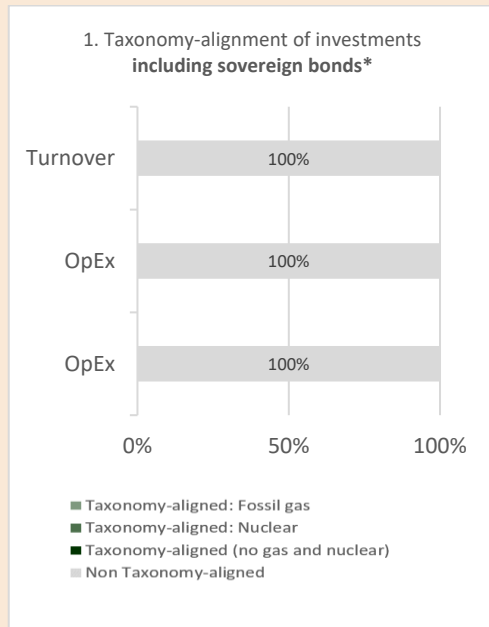 1. Taxonomy-alignment of investments
including sovereign bonds*
Turnover
100%
OpEx
100%
OpEx
100%
0%
50%
100%
Taxonomy-aligned: Fossil gas
Taxonomy-aligned: Nuclear
Taxonomy-aligned (no gas and nuclear)
Non Taxonomy-aligned